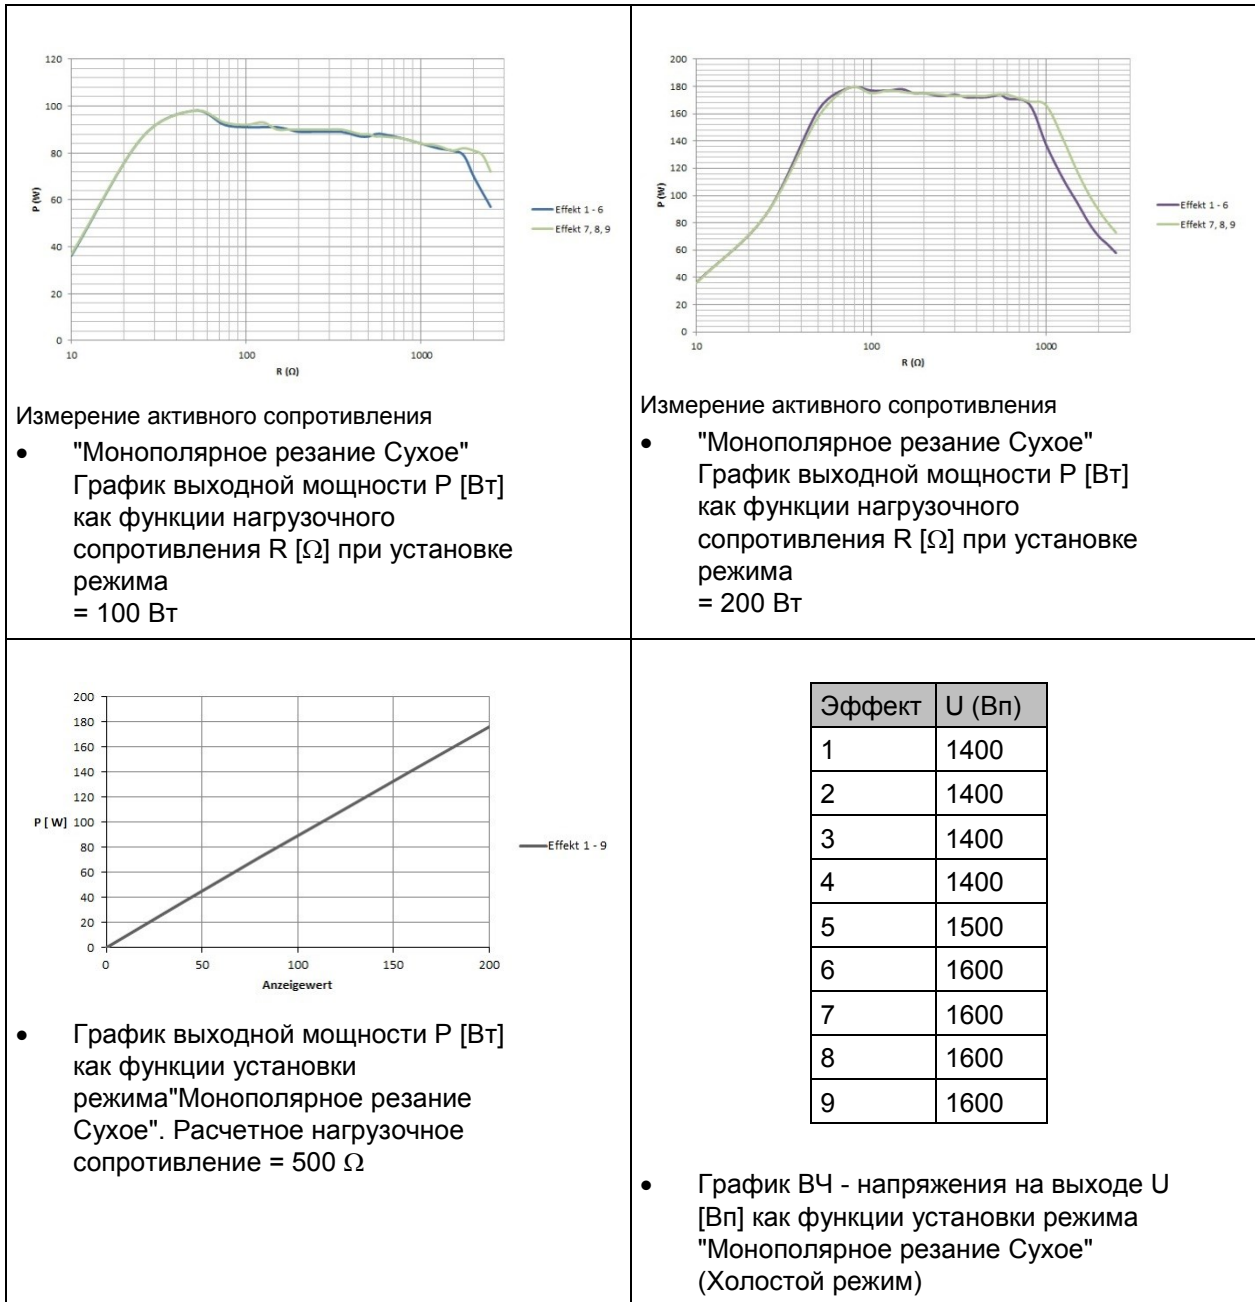 120
100
80
60
40
20
0
P (W)
10
100
1000
R (Ω)
Effekt 1 - 6
Effekt 7, 8, 9
Измерение активного сопротивления
• "Монополярное резание Сухое"
График выходной мощности P [Вт]
как функции нагрузочного
сопротивления R [Ω] при установке
режима
= 100 Вт
200
180
160
140
120
100
80
60
40
20
0
P (W)
10
100
1000
R (Ω)
Effekt 1 - 6
Effekt 7, 8, 9
Измерение активного сопротивления
• "Монополярное резание Сухое"
График выходной мощности P [Вт]
как функции нагрузочного
сопротивления R [Ω] при установке
режима
= 200 Вт
200
180
160
140
120
P [ W] 100
80
60
40
20
0
0 50 100 150 200
Anzeigewert
Effekt 1 - 9
• График выходной мощности P [Вт]
как функции установки
режима"Монополярное резание
Сухое". Расчетное нагрузочное
сопротивление = 500 Ω
Эффект U (Вп)
1 1400
2 1400
3 1400
4 1400
5 1500
6 1600
7 1600
8 1600
9 1600
• График ВЧ - напряжения на выходе U
[Вп] как функции установки режима
"Монополярное резание Сухое"
(Холостой режим)